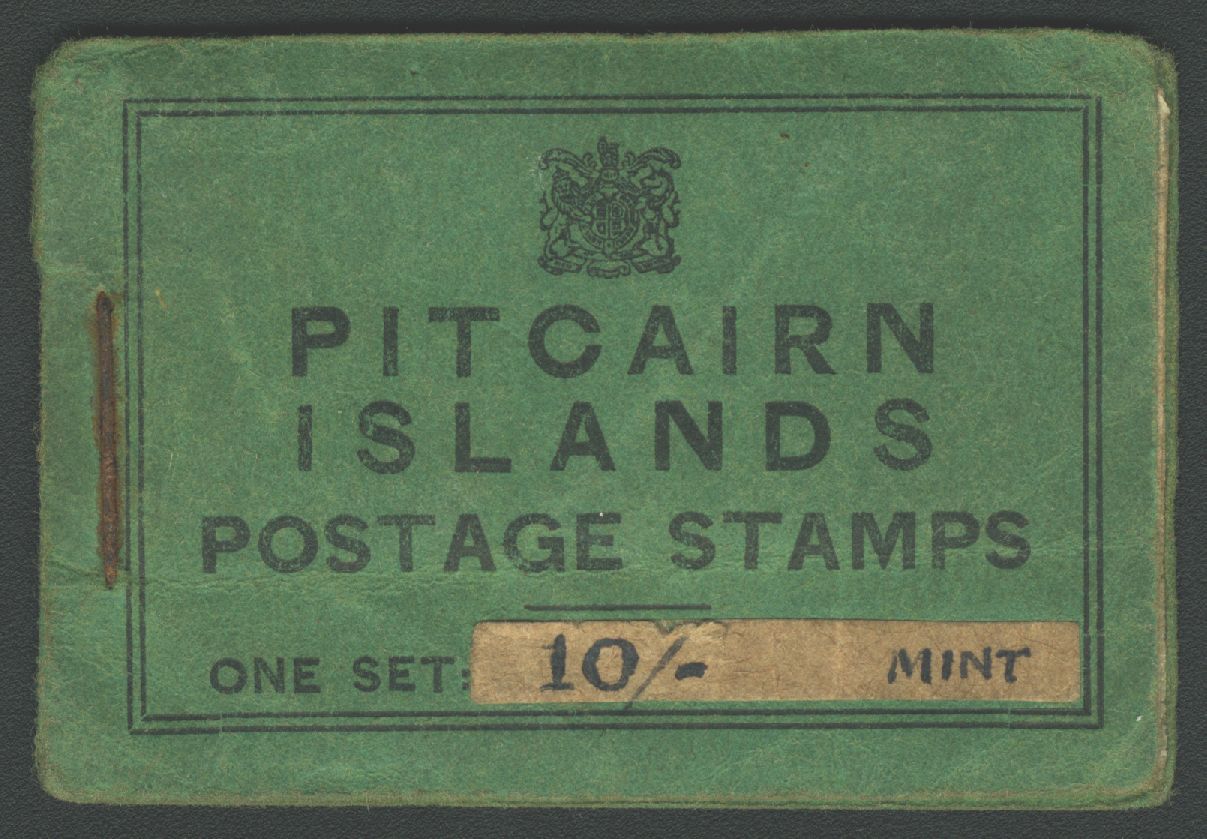 PITCAIRN
ISLANDS
POSTAGE STAMPS
ONE SET: 10/- MINT